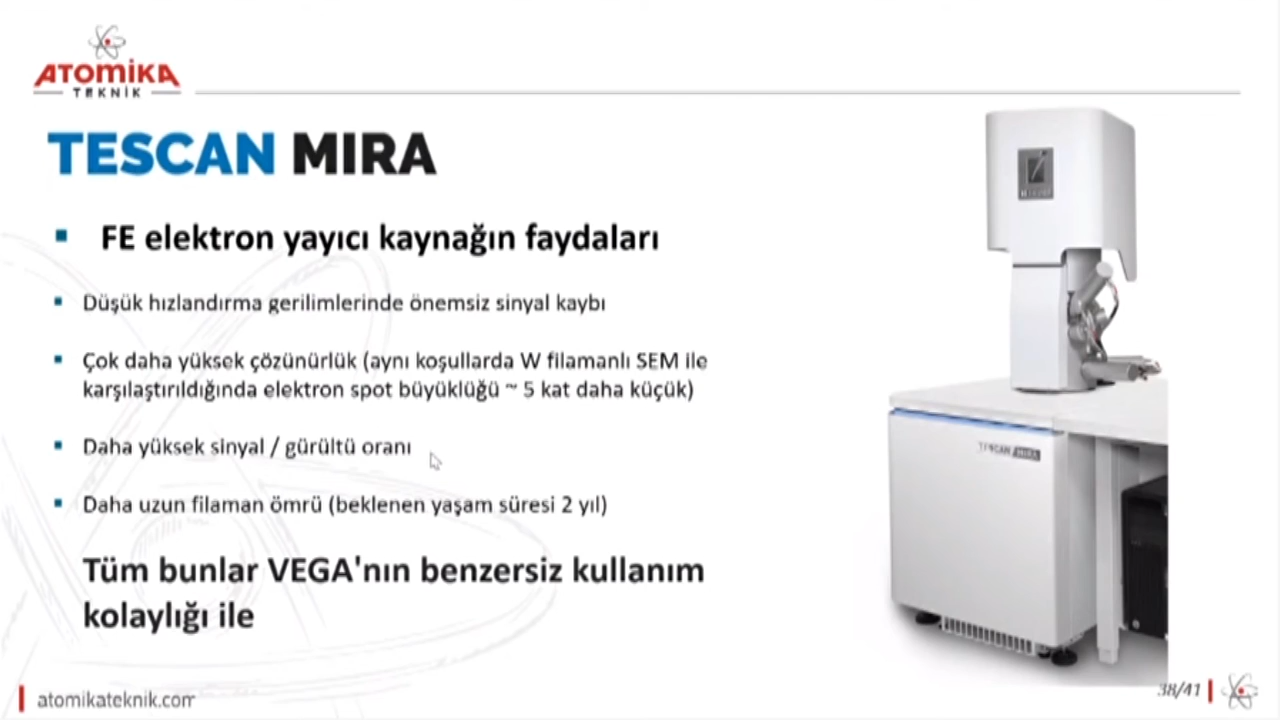 ATOMİKA
TEKNİK
TESCAN MIRA
FE elektron yayıcı kaynağın faydaları
Düşük hızlandırma gerilimlerinde önemsiz sinyal kaybı
Çok daha yüksek çözünürlük (aynı koşullarda W filamanlı SEM ile
karşılaştırıldığında elektron spot büyüklüğü ~ 5 kat daha küçük)
Daha yüksek sinyal / gürültü oranı
Daha uzun filaman ömrü (beklenen yaşam süresi 2 yıl)
Tüm bunlar VEGA'nın benzersiz kullanım
kolaylığı ile
TESCAN MIRA
atomikateknik.com
38/41